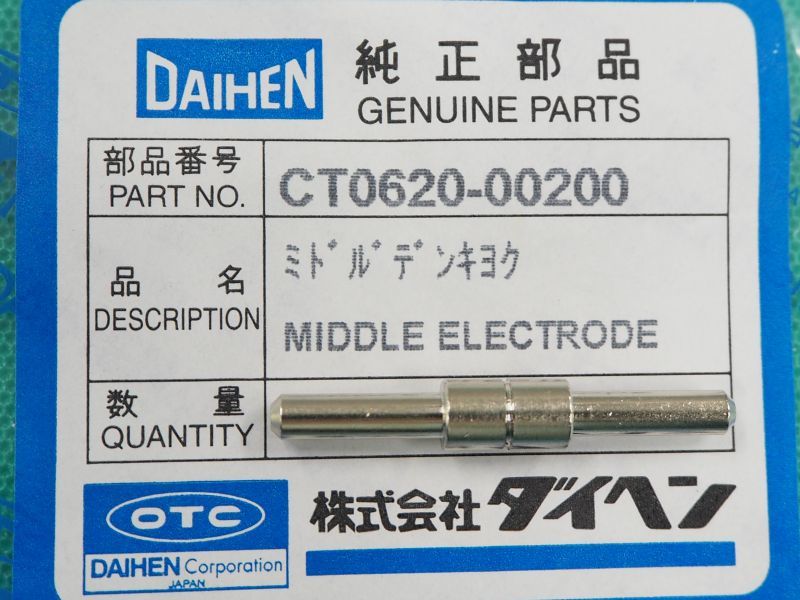 DAIHEN
純正部品
GENUINE PARTS
部品番号
PART NO.
CT0620-00200
品名
DESCRIPTION
ミドルデンキヨク
MIDDLE ELECTRODE
数量
QUANTITY
OTC
DAIHEN Corporation
JAPAN
株式会社ダイヘン